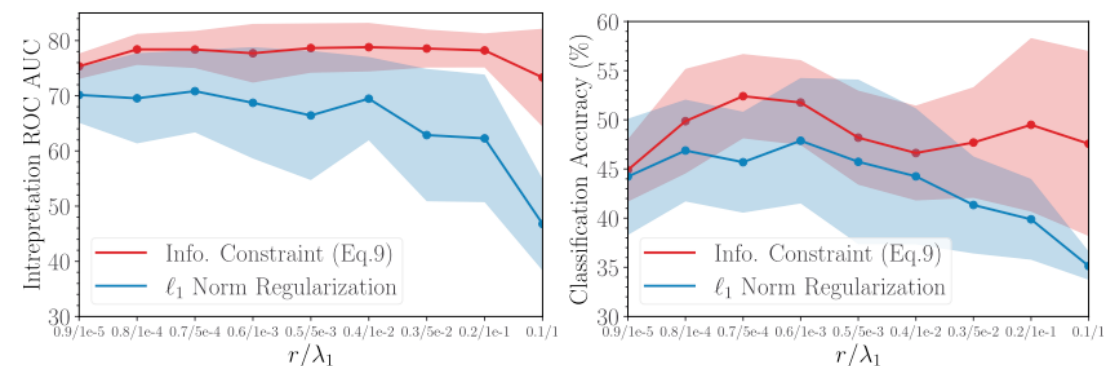 Intrepretation ROC AUC
80
70
60
50
40
30
Info. Constraint (Eq.9)
ℓ₁ Norm Regularization
0.9/1e-5 0.8/1e-4 0.7/5e-4 0.6/1e-3 0.5/5e-3 0.4/1e-2 0.3/5e-2 0.2/1e-1 0.1/1
r/λ₁
Classification Accuracy (%)
60
55
50
45
40
35
30
Info. Constraint (Eq.9)
ℓ₁ Norm Regularization
0.9/1e-5 0.8/1e-4 0.7/5e-4 0.6/1e-3 0.5/5e-3 0.4/1e-2 0.3/5e-2 0.2/1e-1 0.1/1
r/λ₁